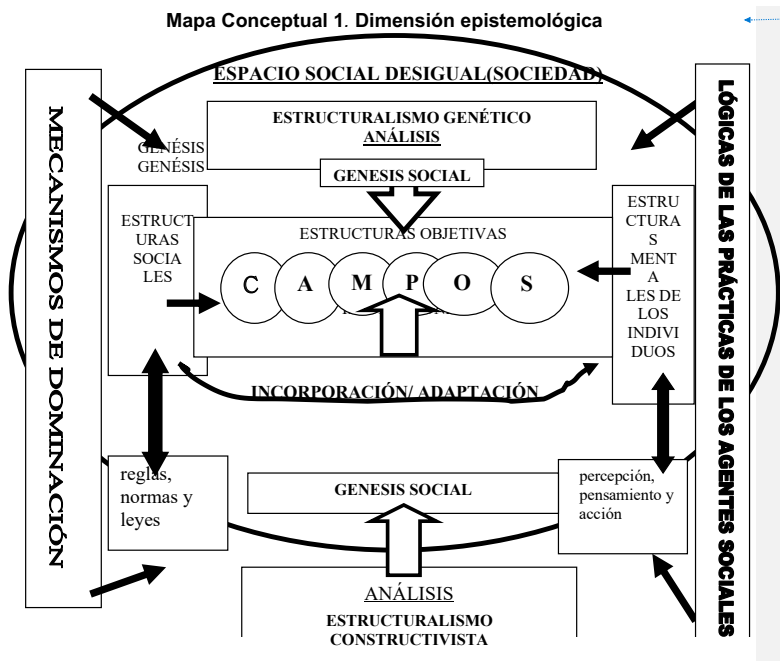 Mapa Conceptual 1. Dimensión epistemológica
ESPACIO SOCIAL DESIGUAL(SOCIEDAD)
MECANISMOS DE DOMINACIÓN
LÓGICAS DE LAS PRÁCTICAS DE LOS AGENTES SOCIALES
ESTRUCTURALISMO GENÉTICO
ANÁLISIS
GENÉSIS
GENÉSIS
GENESIS SOCIAL
ESTRUCT
URAS
SOCIA
LES
ESTRUCTURAS OBJETIVAS
C A M P O S
ESTRU
CTURA
S
MENT
A
LES DE
LOS
INDIVI
DUOS
INCORPORACIÓN/ ADAPTACIÓN
reglas,
normas y
leyes
GENESIS SOCIAL
percepción,
pensamiento y
acción
ANÁLISIS
ESTRUCTURALISMO
CONSTRUCTIVISTA